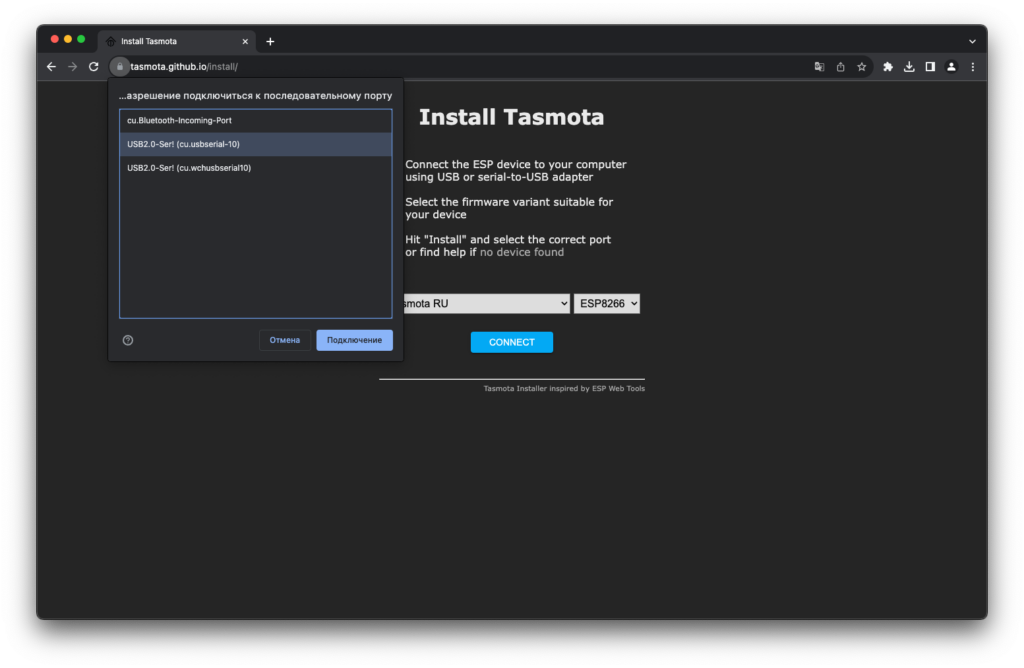 Install Tasmota
tasmota.github.io/install/
...азрешение подключиться к последовательному порту
cu.Bluetooth-Incoming-Port
USB2.0-Ser! (cu.usbserial-10)
USB2.0-Ser! (cu.wchusbserial10)
Отмена
Подключение
Install Tasmota
Connect the ESP device to your computer
using USB or serial-to-USB adapter
Select the firmware variant suitable for
your device
Hit "Install" and select the correct port
or find help if no device found
smota RU
ESP8266
CONNECT
Tasmota Installer inspired by ESP Web Tools